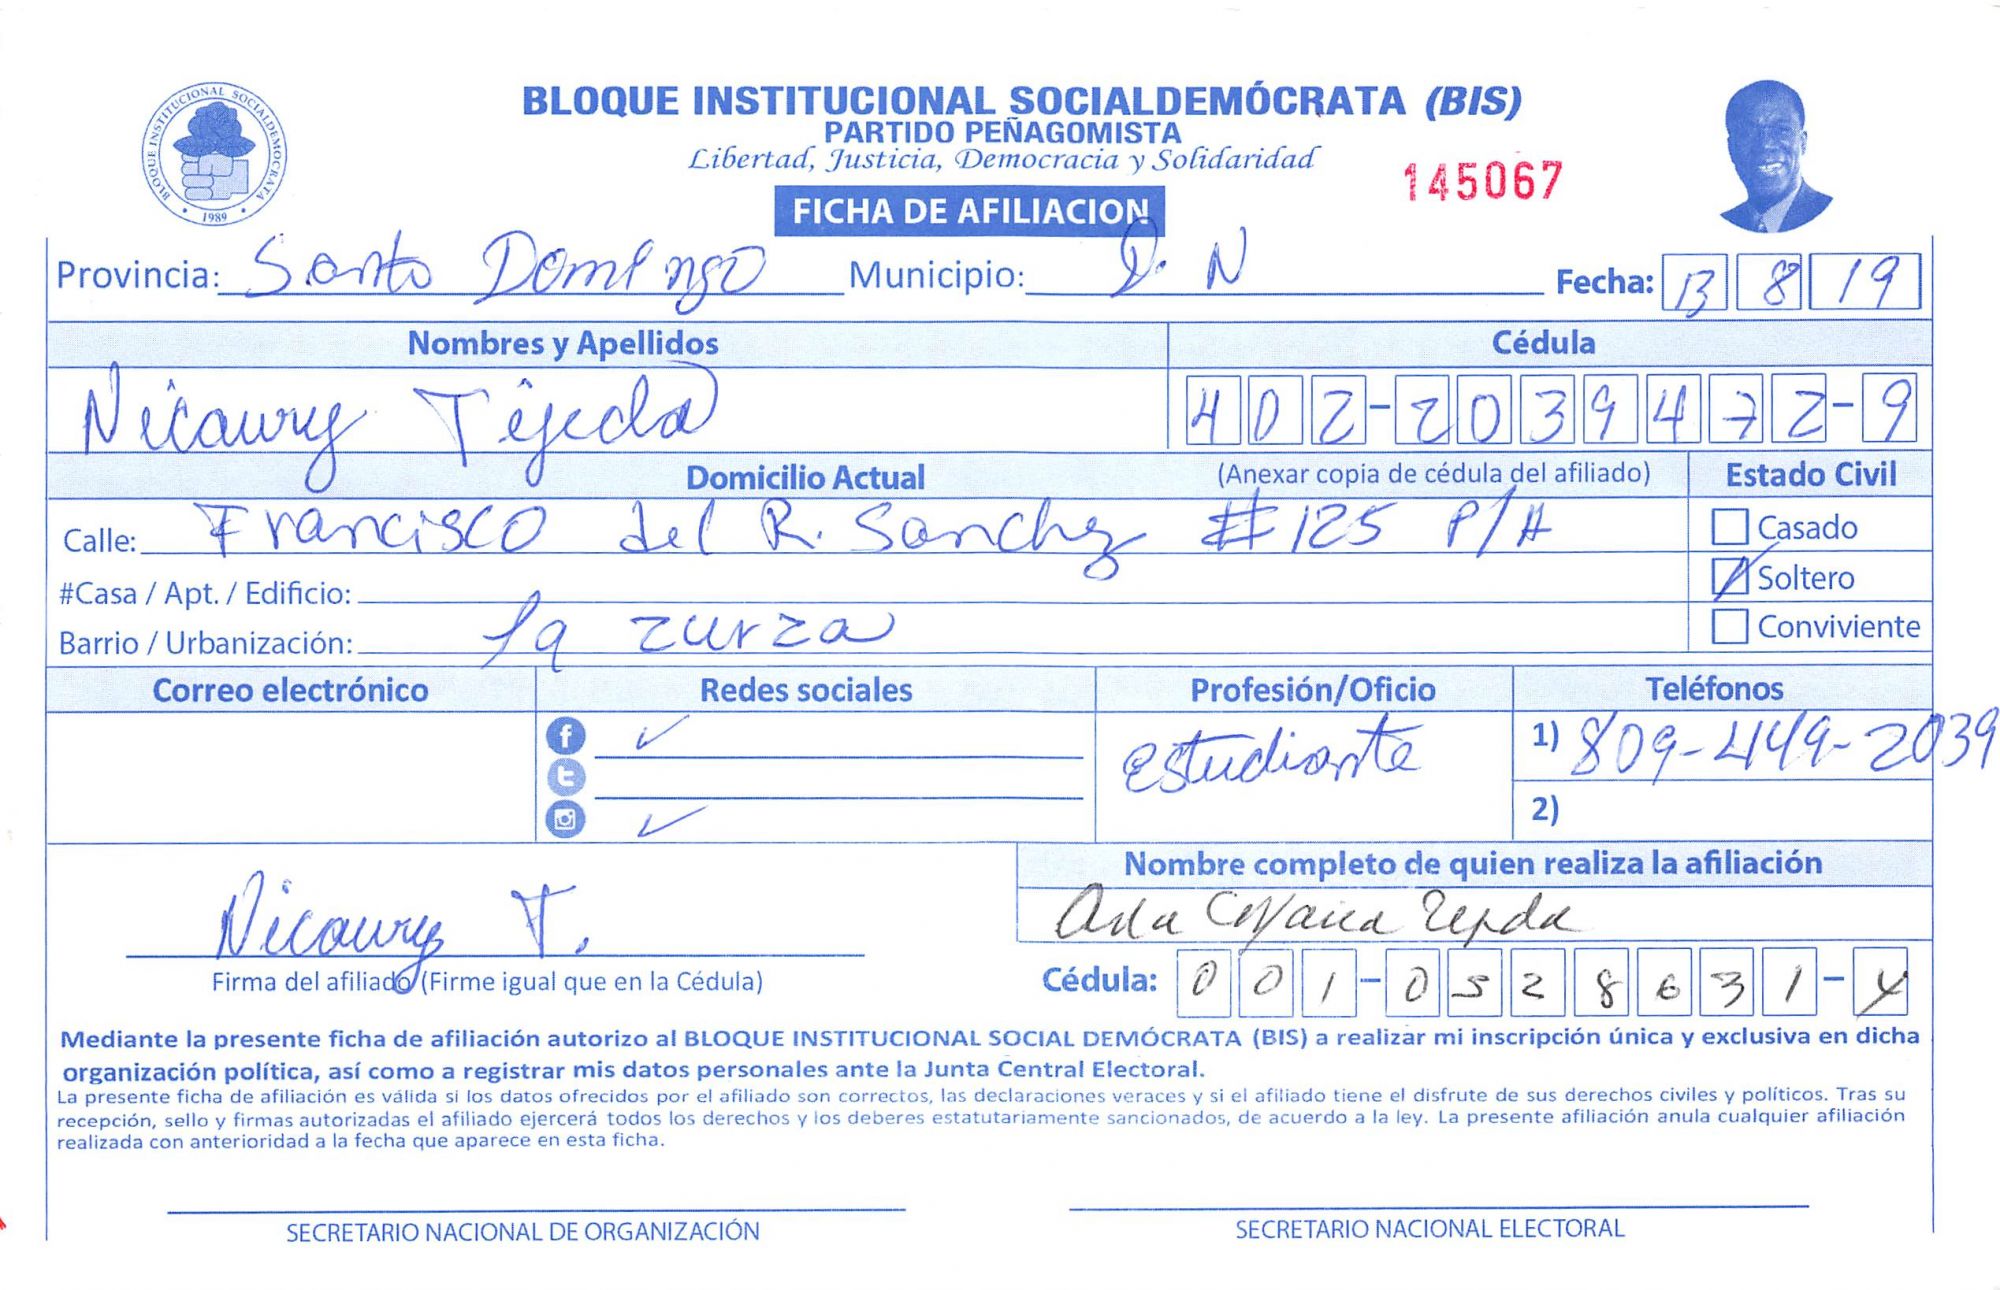 BLOQUE INSTITUCIONAL SOCIALDEMOCRATA
1989
BLOQUE INSTITUCIONAL SOCIALDEMÓCRATA (BIS)
PARTIDO PEÑAGOMISTA
Libertad, Justicia, Democracia y Solidaridad
145067
FICHA DE AFILIACION
Provincia: Santo Domingo Municipio: D. N Fecha: 13 8 19
Nombres y Apellidos Cédula
Nicaury Tejeda 402-2039472-9
Domicilio Actual (Anexar copia de cédula del afiliado) Estado Civil
Calle: Francisco del R. Sanchez #125 P/A Casado
#Casa / Apt. / Edificio: Soltero
Barrio / Urbanización: la zurza Conviviente
Correo electrónico Redes sociales Profesión/Oficio Teléfonos
estudiante 1) 809-449-2039
2)
Nombre completo de quien realiza la afiliación
Nicaury T. Ada
Firma del afiliado (Firme igual que en la Cédula) Cédula: 001-0528631-4
Mediante la presente ficha de afiliación autorizo al BLOQUE INSTITUCIONAL SOCIAL DEMÓCRATA (BIS) a realizar mi inscripción única y exclusiva en dicha
organización política, así como a registrar mis datos personales ante la Junta Central Electoral.
La presente ficha de afiliación es válida si los datos ofrecidos por el afiliado son correctos, las declaraciones veraces y si el afiliado tiene el disfrute de sus derechos civiles y políticos. Tras su
recepción, sello y firmas autorizadas el afiliado ejercerá todos los derechos y los deberes estatutariamente sancionados, de acuerdo a la ley. La presente afiliación anula cualquier afiliación
realizada con anterioridad a la fecha que aparece en esta ficha.
SECRETARIO NACIONAL DE ORGANIZACIÓN SECRETARIO NACIONAL ELECTORAL